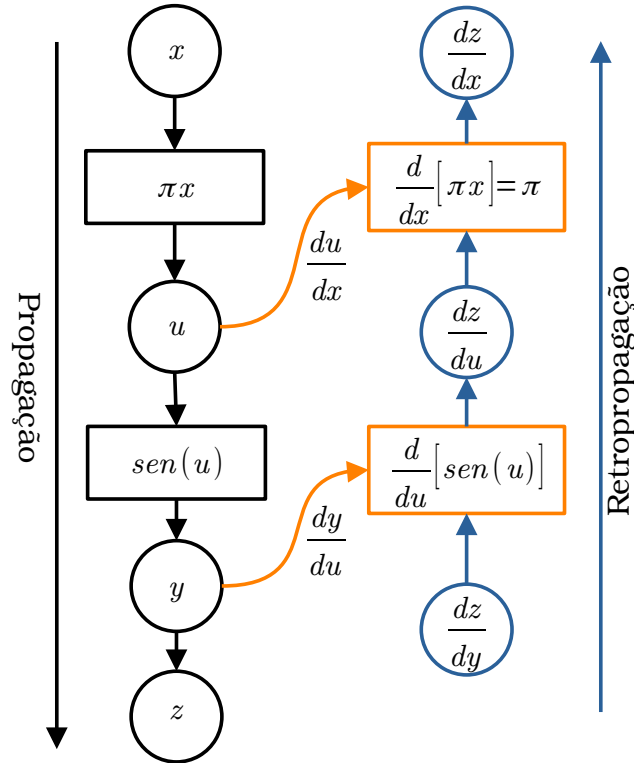 Propagação
x
πx
u
sen(u)
y
z
du
dx
dy
du
dz
dx
d
dx
[πx]=π
dz
du
d
du
[sen(u)]
dz
dy
Retropropagação